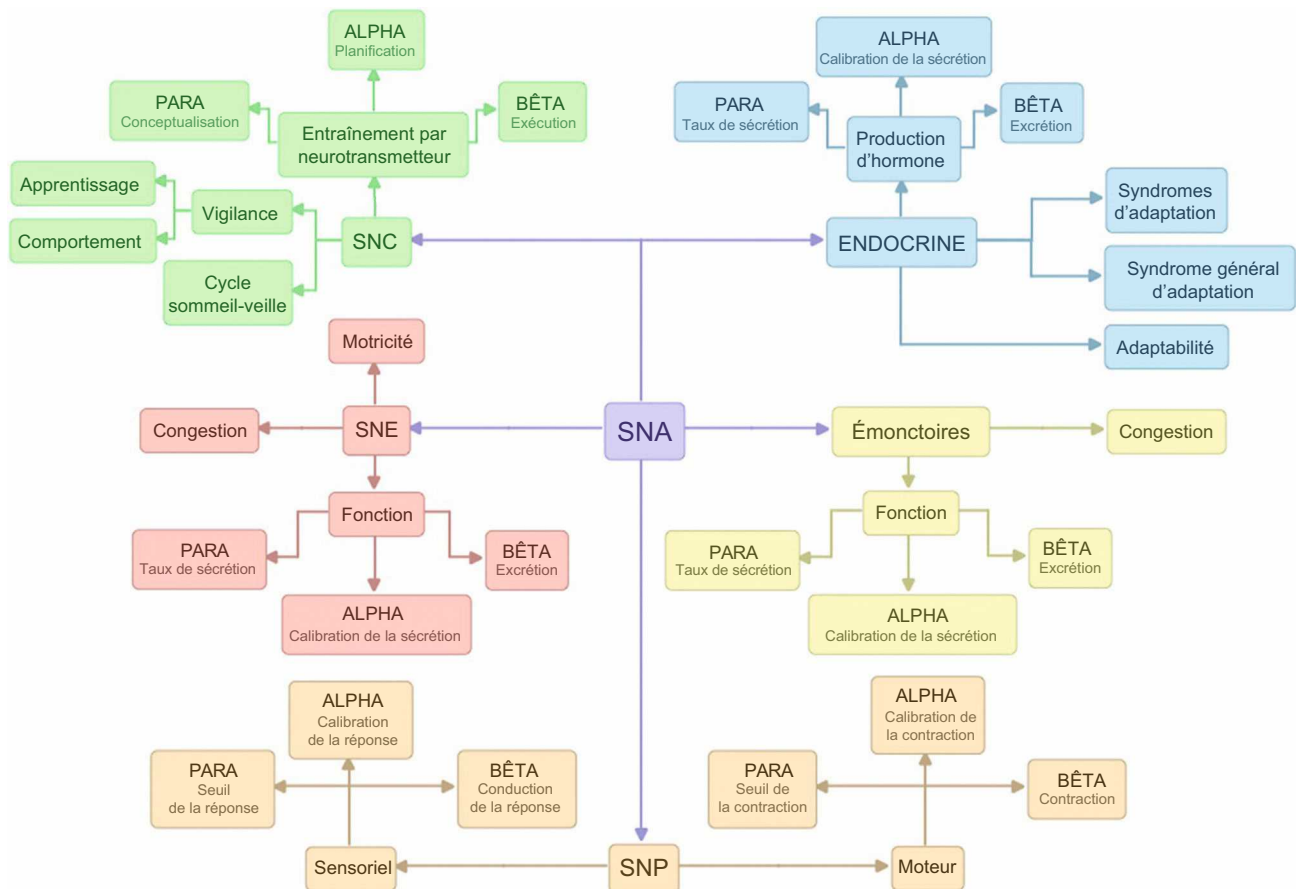 ALPHA
Planification
PARA
Conceptualisation
BÊTA
Exécution
Entraînement par
neurotransmetteur
Apprentissage
Vigilance
Comportement
SNC
Cycle
sommeil-veille
ALPHA
Calibration de la sécrétion
PARA
Taux de sécrétion
BÊTA
Excrétion
Production
d’hormone
Syndromes
d’adaptation
ENDOCRINE
Syndrome général
d’adaptation
Adaptabilité
Motricité
Congestion
SNE
SNA
Émonctoires
Congestion
Fonction
PARA
Taux de sécrétion
BÊTA
Excrétion
ALPHA
Calibration de la sécrétion
Fonction
PARA
Taux de sécrétion
BÊTA
Excrétion
ALPHA
Calibration de la sécrétion
ALPHA
Calibration
de la réponse
PARA
Seuil
de la réponse
BÊTA
Conduction
de la réponse
Sensoriel
SNP
ALPHA
Calibration de
la contraction
PARA
Seuil de
la contraction
BÊTA
Contraction
Moteur